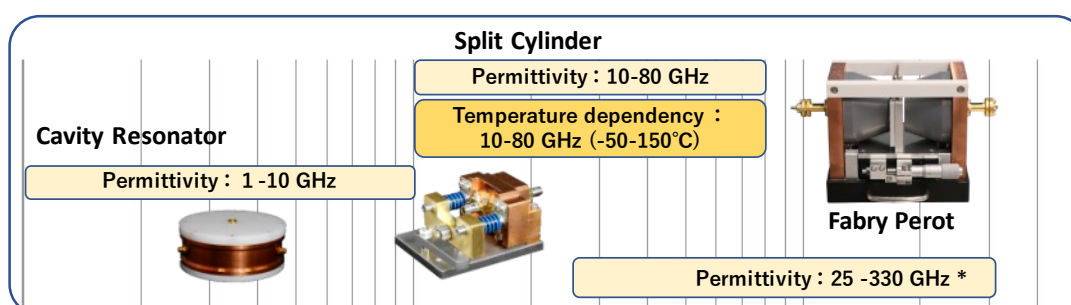 Split Cylinder
Permittivity：10-80 GHz
Temperature dependency ：
10-80 GHz (-50-150℃)
Cavity Resonator
Permittivity： 1 -10 GHz
Fabry Perot
Permittivity：25 -330 GHz *